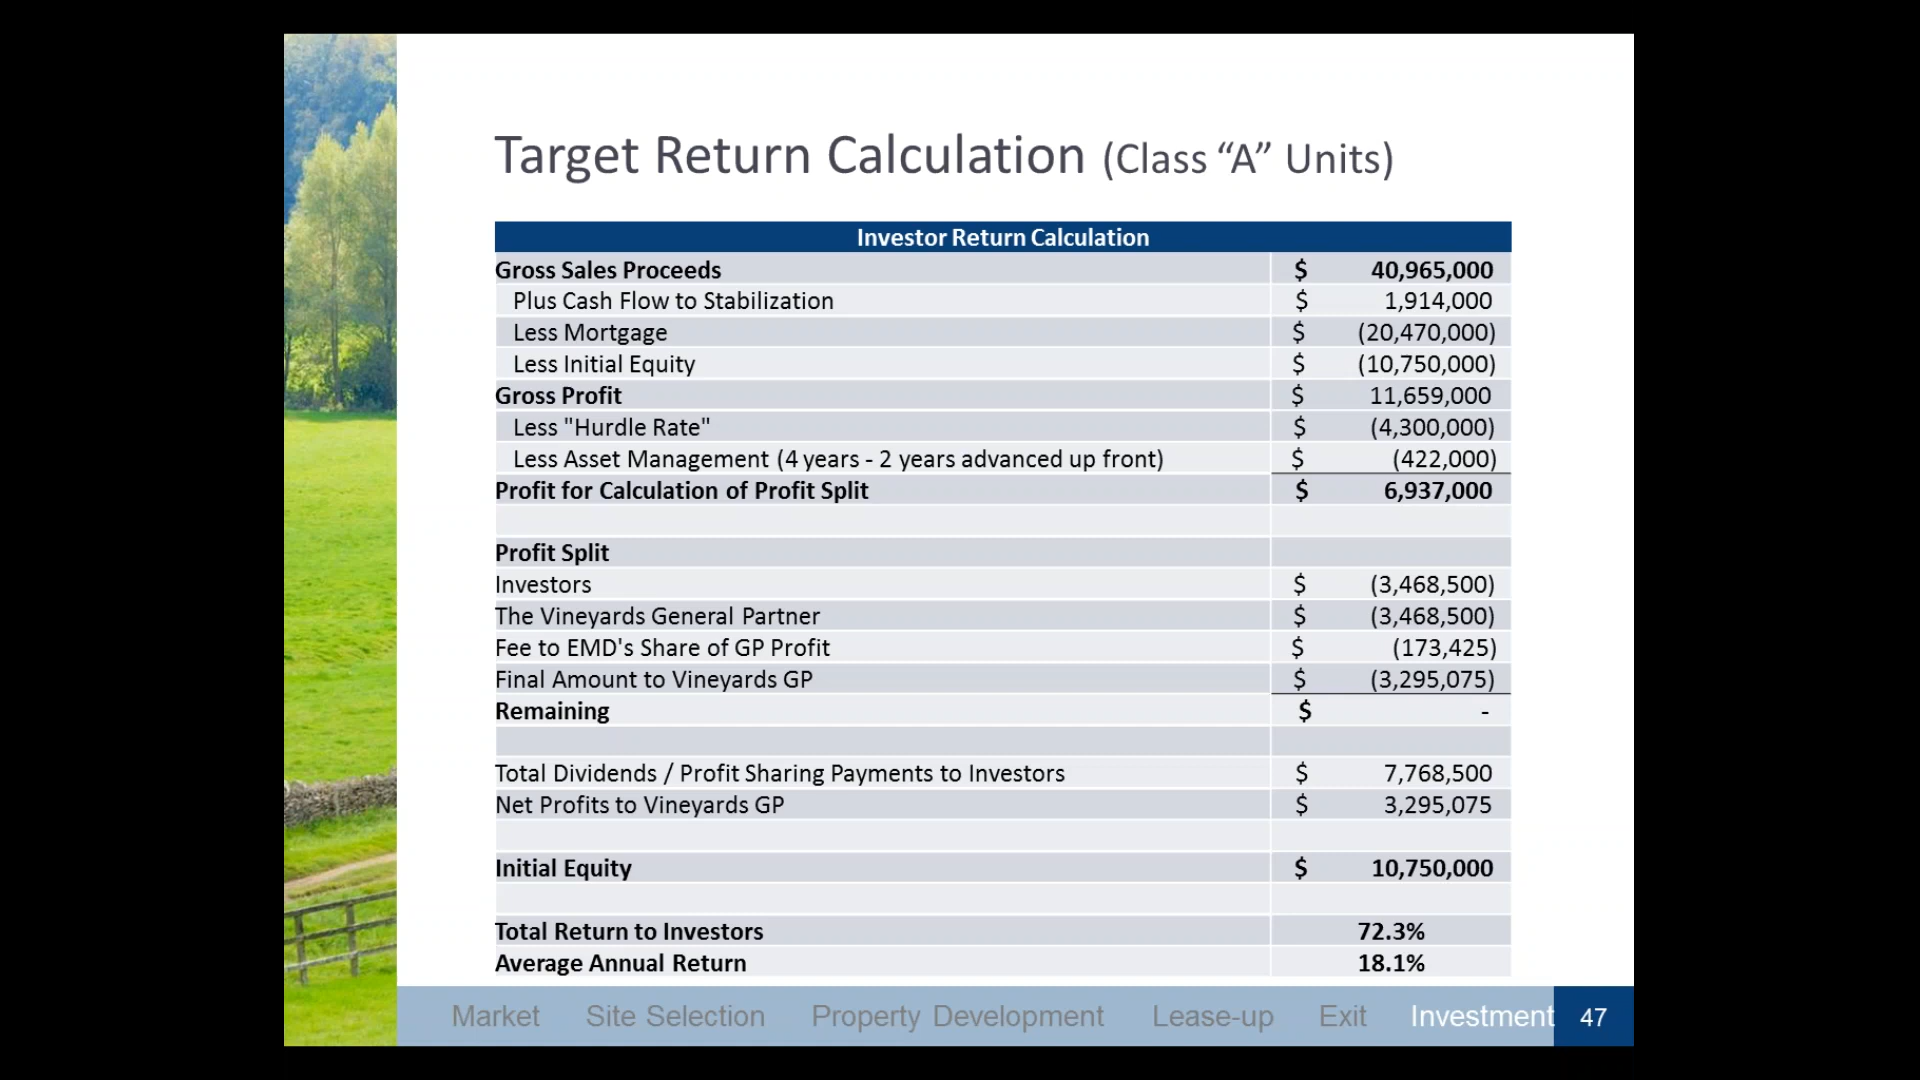 Target Return Calculation (Class “A” Units)
Investor Return Calculation
Gross Sales Proceeds $ 40,965,000
Plus Cash Flow to Stabilization $ 1,914,000
Less Mortgage $ (20,470,000)
Less Initial Equity $ (10,750,000)
Gross Profit $ 11,659,000
Less "Hurdle Rate" $ (4,300,000)
Less Asset Management (4 years - 2 years advanced up front) $ (422,000)
Profit for Calculation of Profit Split $ 6,937,000
Profit Split
Investors $ (3,468,500)
The Vineyards General Partner $ (3,468,500)
Fee to EMD's Share of GP Profit $ (173,425)
Final Amount to Vineyards GP $ (3,295,075)
Remaining $ -
Total Dividends / Profit Sharing Payments to Investors $ 7,768,500
Net Profits to Vineyards GP $ 3,295,075
Initial Equity $ 10,750,000
Total Return to Investors 72.3%
Average Annual Return 18.1%
Market Site Selection Property Development Lease-up Exit Investment 47